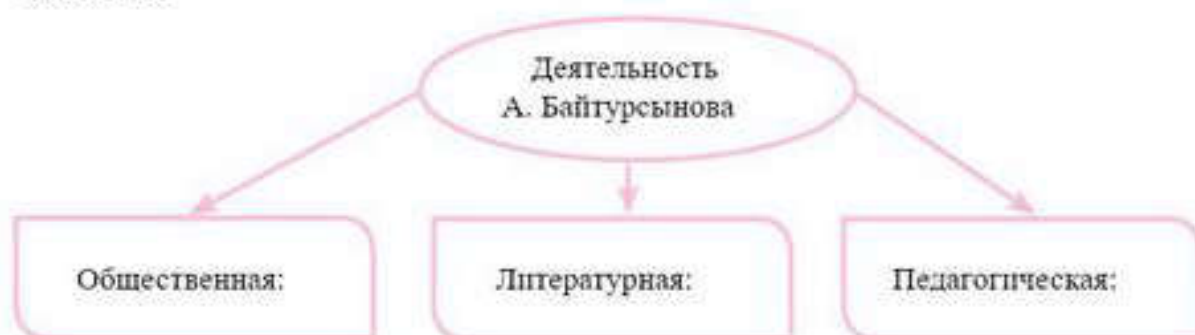 Деятельность
А. Байтурсынова
Общественная:
Литературная:
Педагогическая: